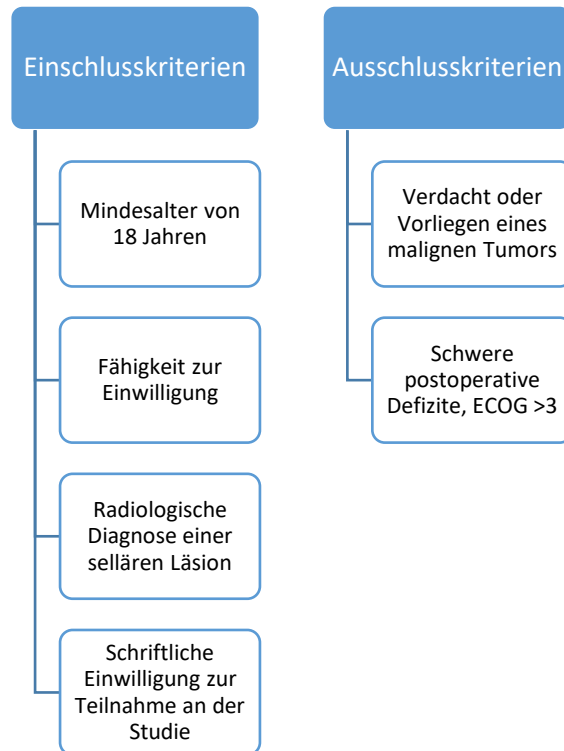 Einschlusskriterien
Mindesalter von
18 Jahren
Fähigkeit zur
Einwilligung
Radiologische
Diagnose einer
sellären Läsion
Schriftliche
Einwilligung zur
Teilnahme an der
Studie
Ausschlusskriterien
Verdacht oder
Vorliegen eines
malignen Tumors
Schwere
postoperative
Defizite, ECOG >3